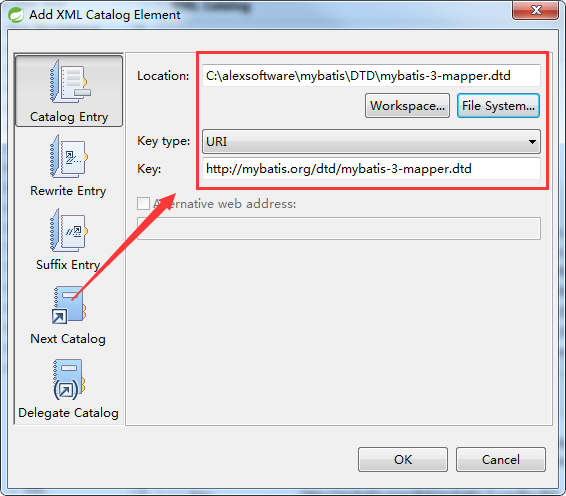 Add XML Catalog Element
Catalog Entry
Rewrite Entry
Suffix Entry
Next Catalog
Delegate Catalog
Location: C:\alexsoftware\mybatis\DTD\mybatis-3-mapper.dtd
Workspace... File System...
Key type: URI
Key: http://mybatis.org/dtd/mybatis-3-mapper.dtd
Alternative web address:
OK Cancel